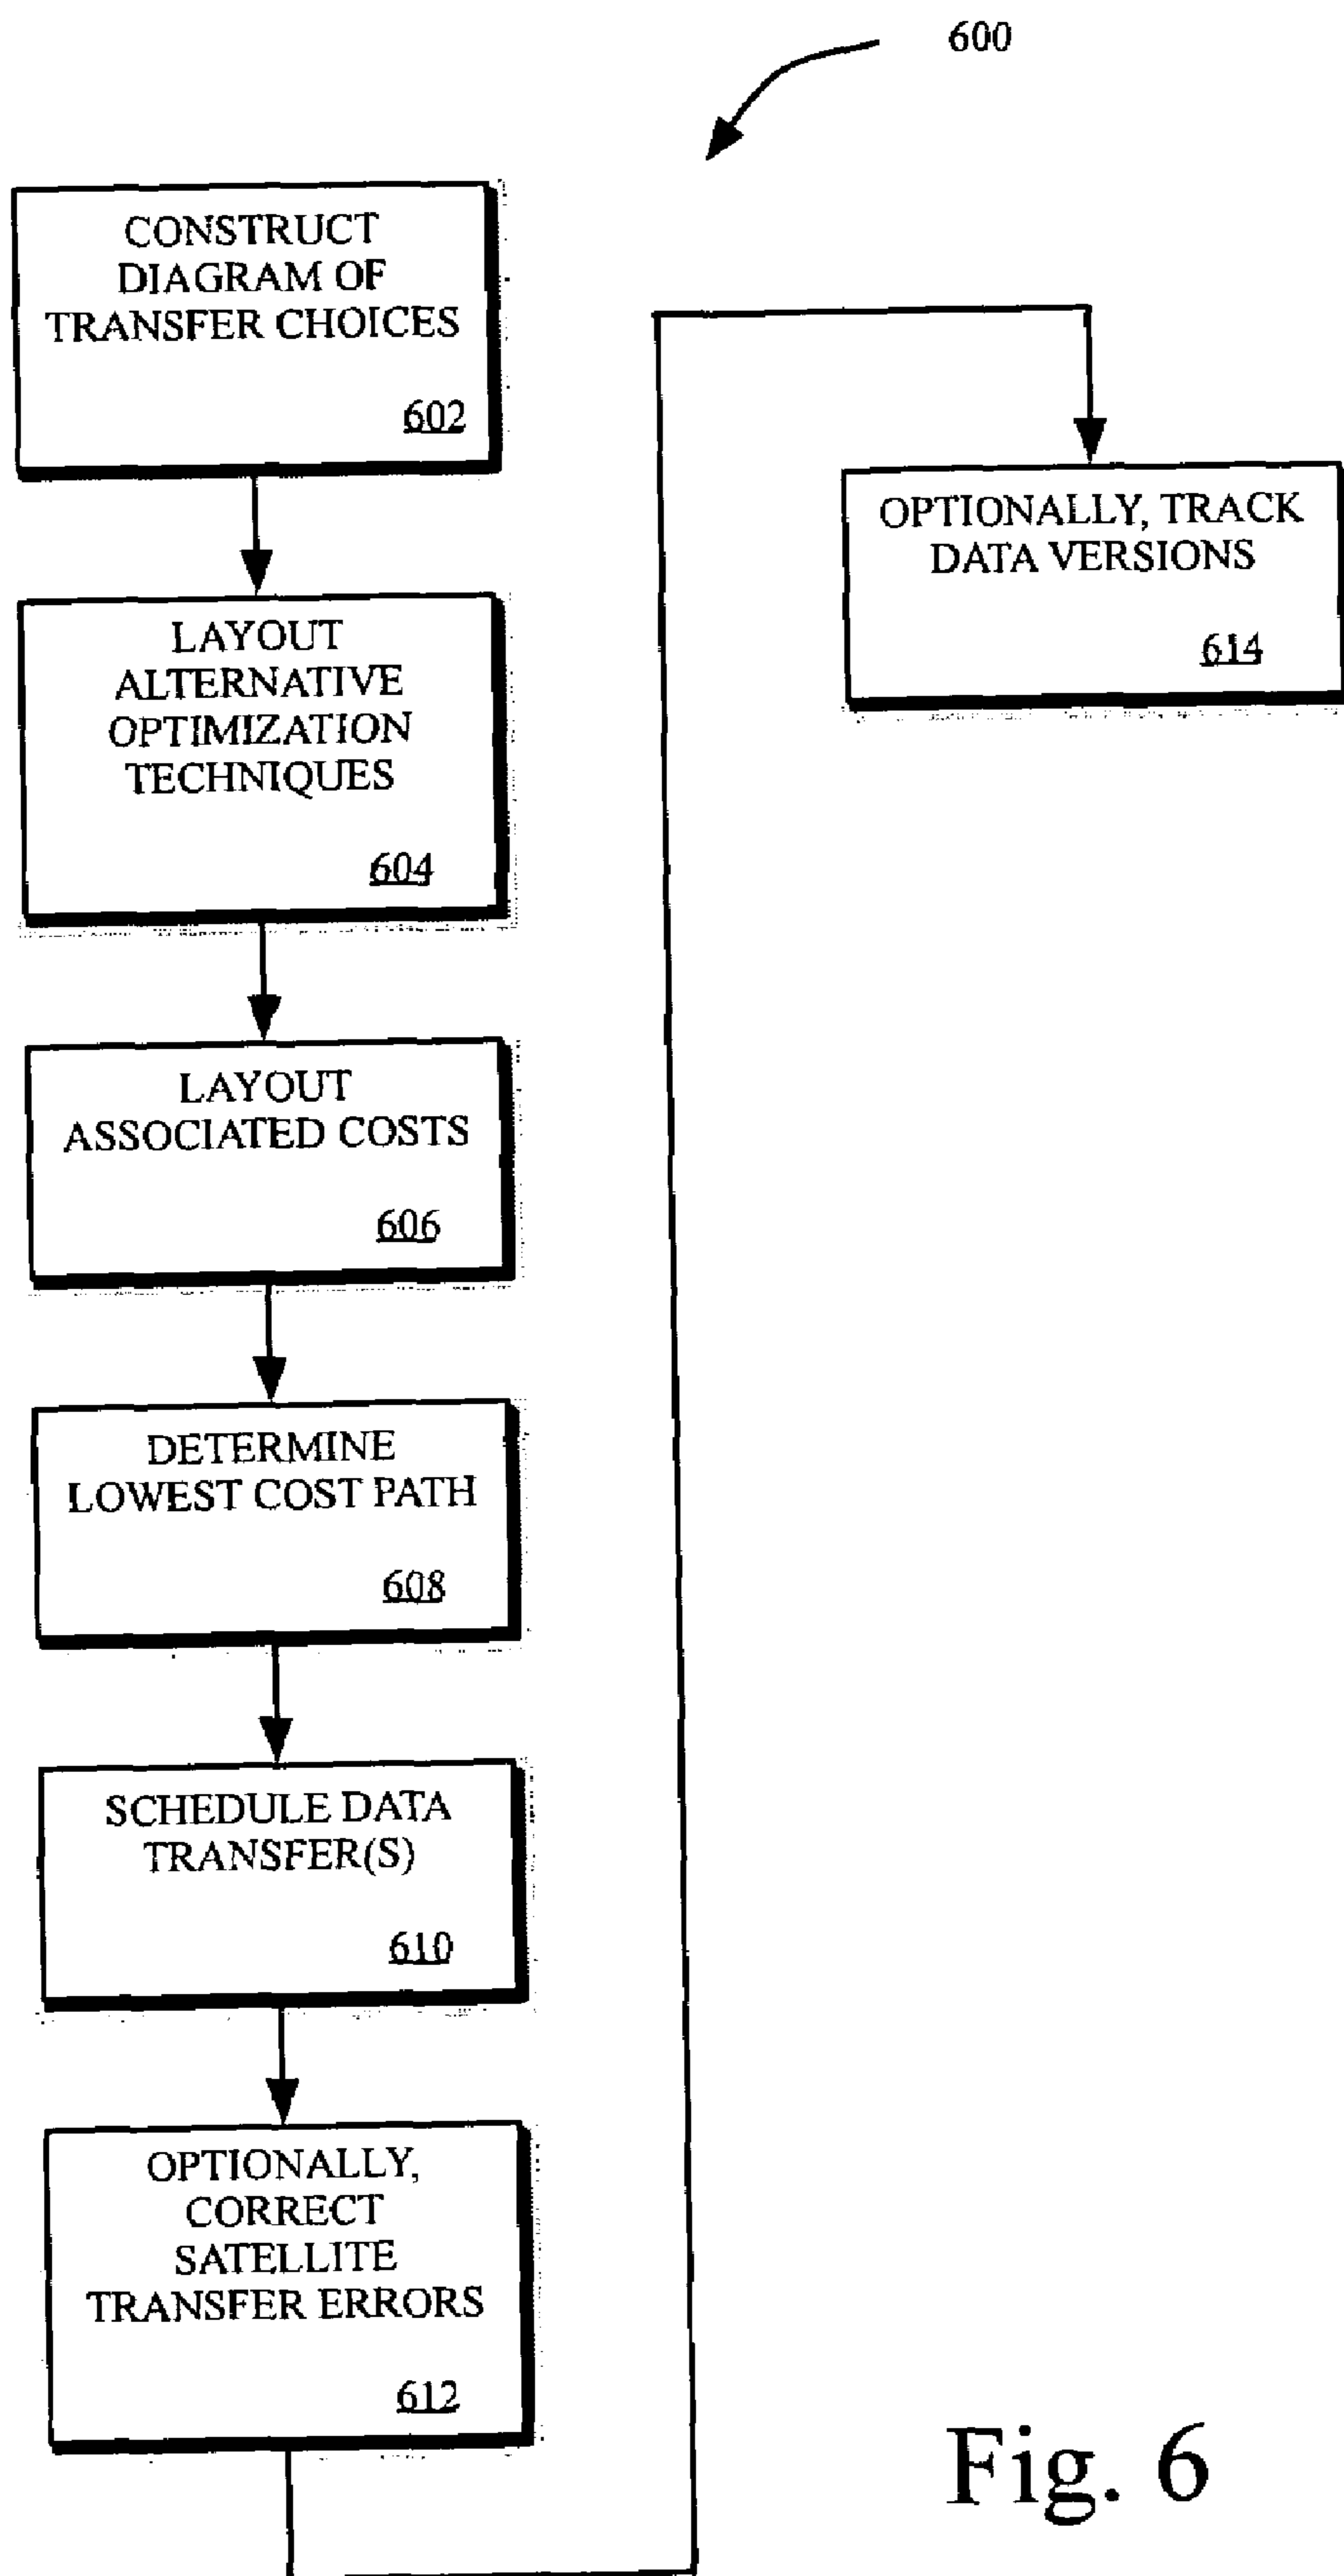 600
CONSTRUCT
DIAGRAM OF
TRANSFER CHOICES
602
LAYOUT
ALTERNATIVE
OPTIMIZATION
TECHNIQUES
604
LAYOUT
ASSOCIATED COSTS
606
DETERMINE
LOWEST COST PATH
608
SCHEDULE DATA
TRANSFER(S)
610
OPTIONALLY,
CORRECT
SATELLITE
TRANSFER ERRORS
612
OPTIONALLY, TRACK
DATA VERSIONS
614
Fig. 6